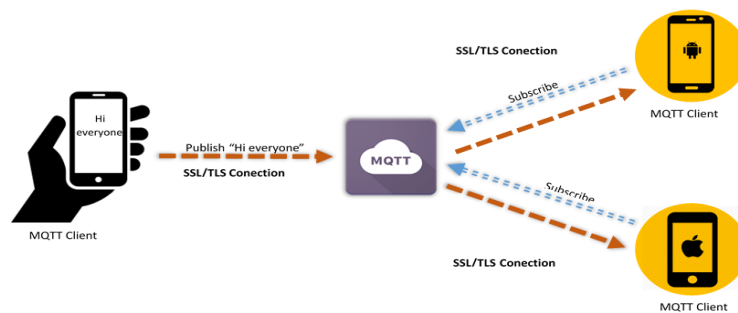 Hi
everyone
MQTT Client
Publish “Hi everyone”
SSL/TLS Conection
MQTT
SSL/TLS Conection
Subscribe
MQTT Client
Subscribe
SSL/TLS Conection
MQTT Client